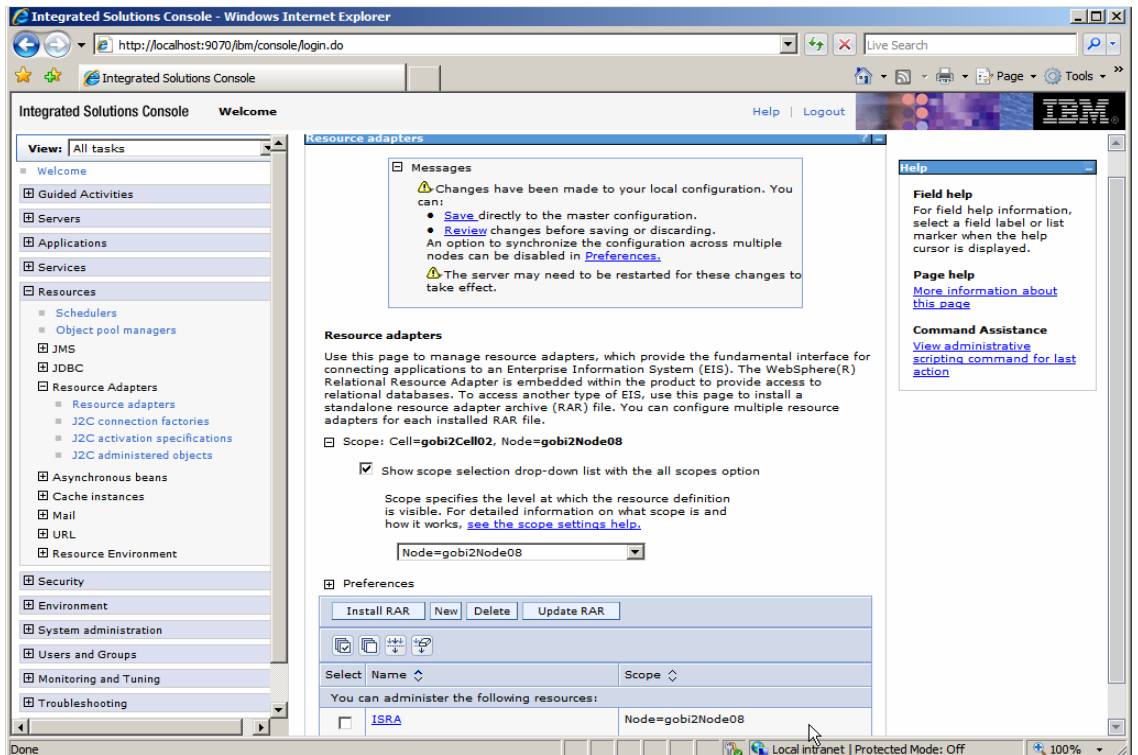 Integrated Solutions Console - Windows Internet Explorer
http://localhost:9070/ibm/console/login.do
Live Search
Integrated Solutions Console
Page
Tools
Integrated Solutions Console Welcome
Help | Logout
IBM
View: All tasks
Welcome
Guided Activities
Servers
Applications
Services
Resources
Schedulers
Object pool managers
JMS
JDBC
Resource Adapters
Resource adapters
J2C connection factories
J2C activation specifications
J2C administered objects
Asynchronous beans
Cache instances
Mail
URL
Resource Environment
Security
Environment
System administration
Users and Groups
Monitoring and Tuning
Troubleshooting
Resource adapters
Messages
Changes have been made to your local configuration. You
can:
Save directly to the master configuration.
Review changes before saving or discarding.
An option to synchronize the configuration across multiple
nodes can be disabled in Preferences.
The server may need to be restarted for these changes to
take effect.
Resource adapters
Use this page to manage resource adapters, which provide the fundamental interface for
connecting applications to an Enterprise Information System (EIS). The WebSphere(R)
Relational Resource Adapter is embedded within the product to provide access to
relational databases. To access another type of EIS, use this page to install a
standalone resource adapter archive (RAR) file. You can configure multiple resource
adapters for each installed RAR file.
Scope: Cell=gobi2Cell02, Node=gobi2Node08
Show scope selection drop-down list with the all scopes option
Scope specifies the level at which the resource definition
is visible. For detailed information on what scope is and
how it works, see the scope settings help.
Node=gobi2Node08
Preferences
Install RAR New Delete Update RAR
Select Name Scope
You can administer the following resources:
ISRA Node=gobi2Node08
Help
Field help
For field help information,
select a field label or list
marker when the help
cursor is displayed.
Page help
More information about
this page
Command Assistance
View administrative
scripting command for last
action
Done
Local intranet | Protected Mode: Off
100%